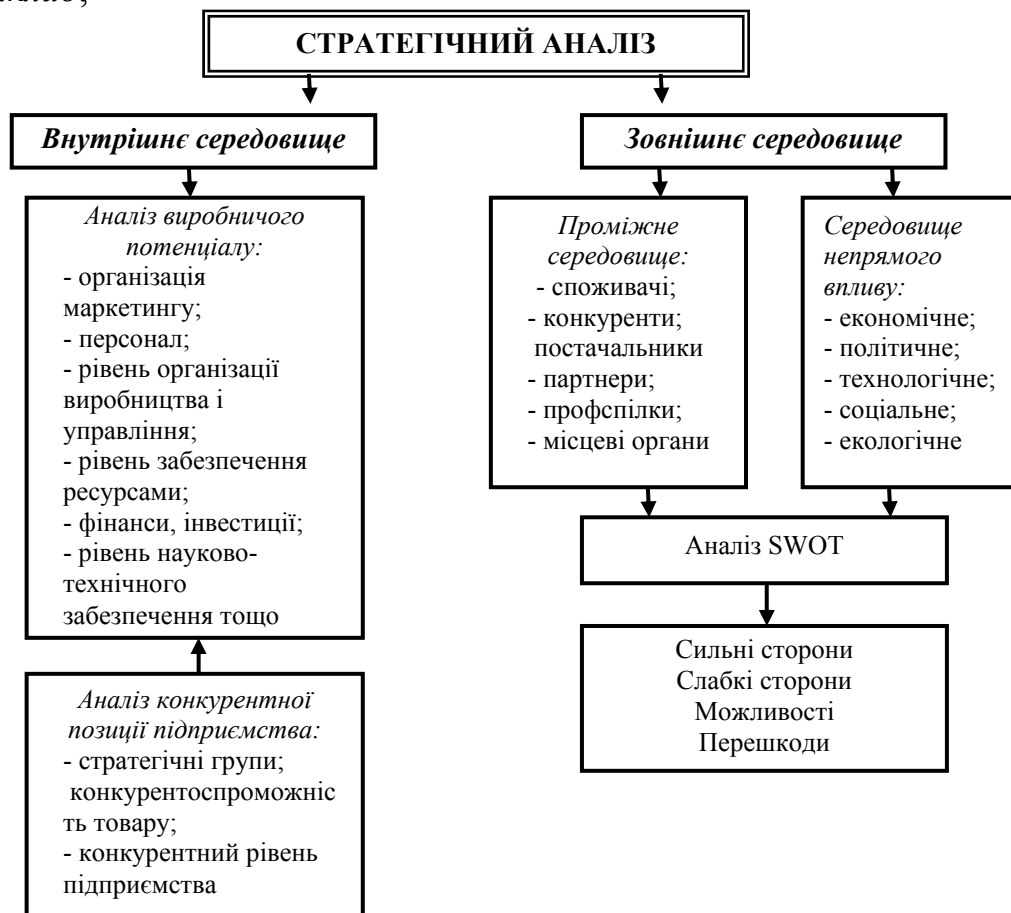 СТРАТЕГІЧНИЙ АНАЛІЗ
Внутрішнє середовище
Аналіз виробничого
потенціалу:
- організація
маркетингу;
- персонал;
- рівень організації
виробництва і
управління;
- рівень забезпечення
ресурсами;
- фінанси, інвестиції;
- рівень науково-
технічного
забезпечення тощо
Аналіз конкурентної
позиції підприємства:
- стратегічні групи;
конкурентоспроможніс
ть товару;
- конкурентний рівень
підприємства
Зовнішнє середовище
Проміжне
середовище:
- споживачі;
- конкуренти;
постачальники
- партнери;
- профспілки;
- місцеві органи
Середовище
непрямого
впливу:
- економічне;
- політичне;
- технологічне;
- соціальне;
- екологічне
Аналіз SWOT
Сильні сторони
Слабкі сторони
Можливості
Перешкоди